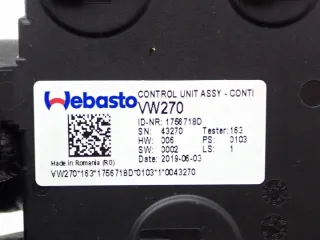 Webasto
CONTROL UNIT ASSY - CONTI
VW270
ID-NR: 1756718D
SN: 43270 Tester: 163
HW: 006 PS: 0103
SW: 0002 LS: 1
Date: 2019-06-03
Made in Romania (RO)
VW270*163*1756718D*0103*1*0043270